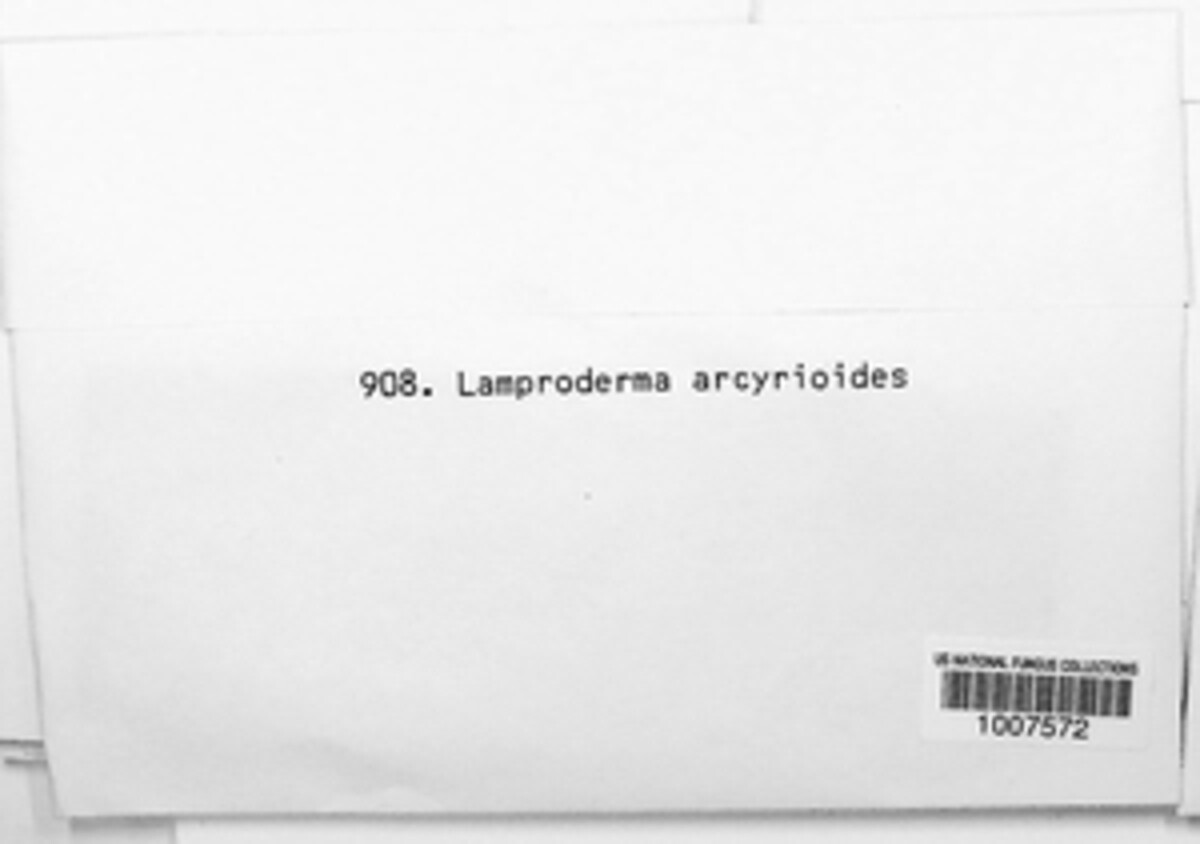 908. Lamproderma arcyrioides
US NATIONAL FUNGUS COLLECTIONS
1007572